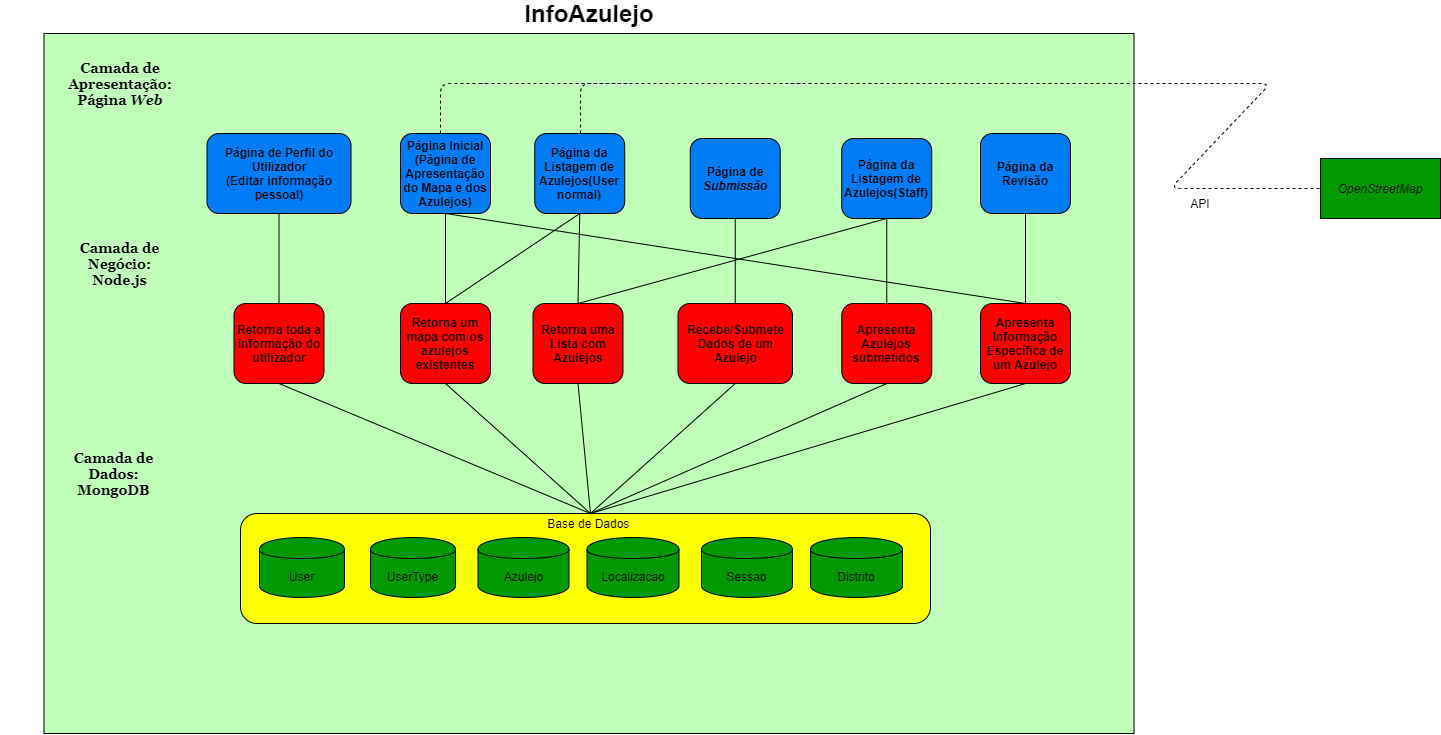 InfoAzulejo
Camada de
Apresentação:
Página Web
Página de Perfil do
Utilizador
(Editar informação
pessoal)
Página Inicial
(Página de
Apresentação
do Mapa e dos
Azulejos)
Página da
Listagem de
Azulejos(User
normal)
Página de
Submissão
Página da
Listagem de
Azulejos(Staff)
Página da
Revisão
OpenStreetMap
API
Camada de
Negócio:
Node.js
Retorna toda a
informação do
utilizador
Retorna um
mapa com os
azulejos
existentes
Retorna uma
Lista com
Azulejos
Recebe/Submete
Dados de um
Azulejo
Apresenta
Azulejos
submetidos
Apresenta
Informação
Especifica de
um Azulejo
Camada de
Dados:
MongoDB
Base de Dados
User
UserType
Azulejo
Localizacao
Sessao
Distrito